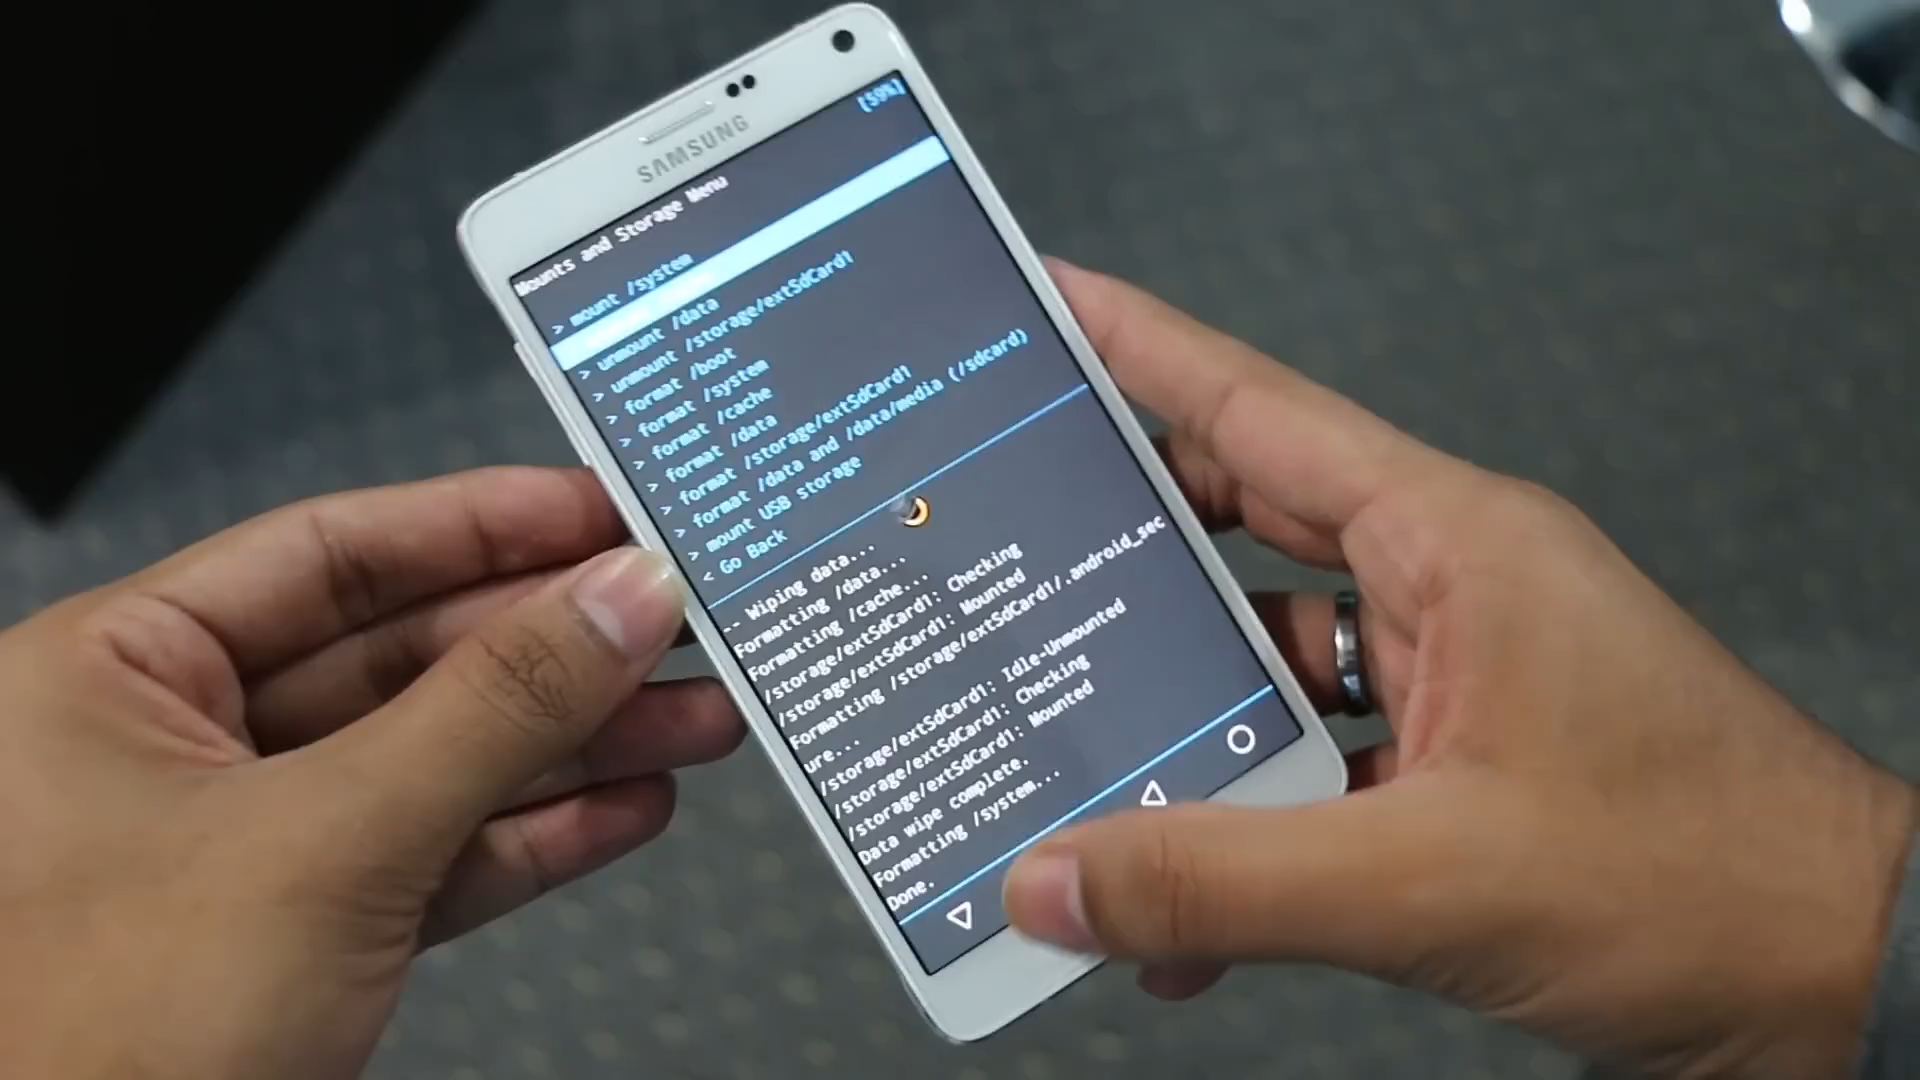 SAMSUNG
[59%]
Mounts and Storage Menu
> mount /system
> unmount /data
> unmount /storage/extSdCard1
> format /boot
> format /system
> format /cache
> format /data
> format /storage/extSdCard1
> format /data and /data/media (/sdcard)
> mount USB storage
< Go Back
-- Wiping data...
Formatting /data...
Formatting /cache...
/storage/extSdCard1: Checking
/storage/extSdCard1: Mounted
Formatting /storage/extSdCard1/.android_sec
ure...
/storage/extSdCard1: Idle-Unmounted
/storage/extSdCard1: Checking
/storage/extSdCard1: Mounted
Data wipe complete.
Formatting /system...
Done.